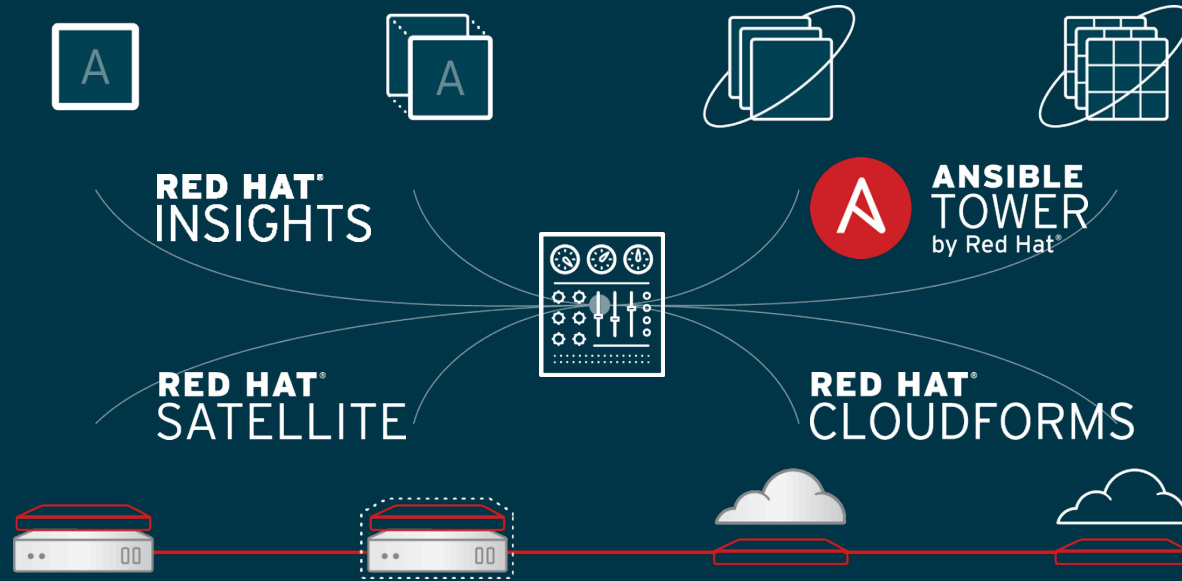 A
A
RED HAT®
INSIGHTS
ANSIBLE
TOWER
by Red Hat®
RED HAT®
SATELLITE
RED HAT®
CLOUDFORMS